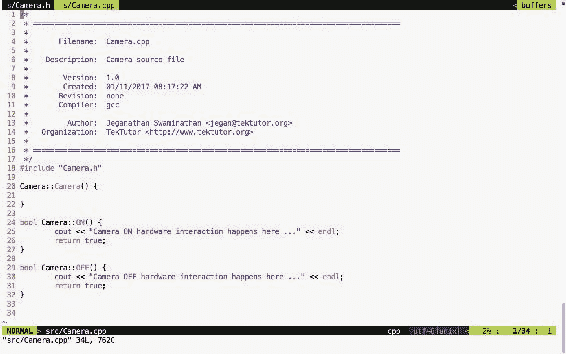 s/Camera.h  s/Camera.cpp  < buffers
1 /*
2  * =====================================================================================
3  *
4  *       Filename:  Camera.cpp
5  *
6  *    Description:  Camera source file
7  *
8  *        Version:  1.0
9  *        Created:  01/11/2017 08:17:22 AM
10  *       Revision:  none
11  *       Compiler:  gcc
12  *
13  *         Author:  Jeganathan Swaminathan <jegan@tektutor.org>
14  *   Organization:  TekTutor <http://www.tektutor.org>
15  *
16  * =====================================================================================
17  */
18 #include "Camera.h"
19
20 Camera::Camera() {
21
22 }
23
24 bool Camera::ON() {
25         cout << "Camera ON hardware interaction happens here ..." << endl;
26         return true;
27 }
28
29 bool Camera::OFF() {
30         cout << "Camera OFF hardware interaction happens here ..." << endl;
31         return true;
32 }
33
34
~
NORMAL > src/Camera.cpp  cpp  < utf-8[unix] < 2% : 1/34 : 1
"src/Camera.cpp" 34L, 762C